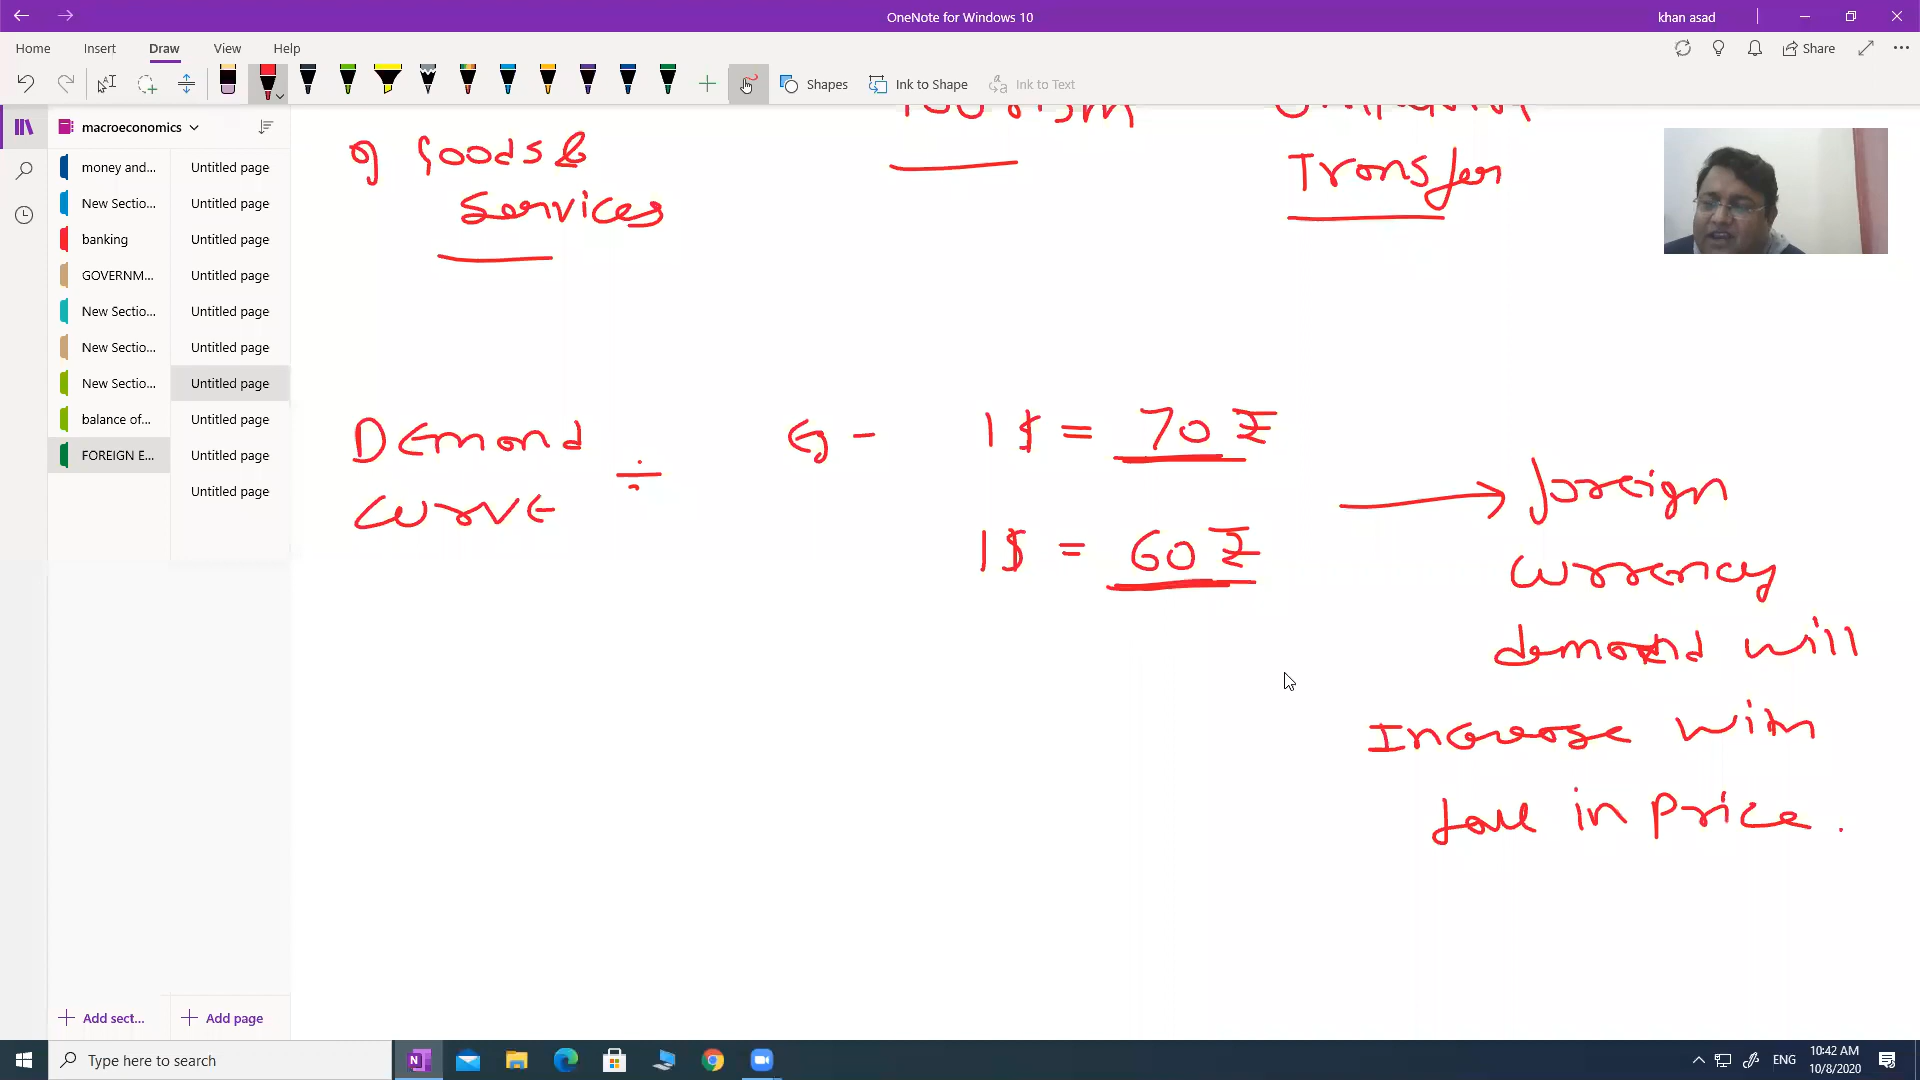 OneNote for Windows 10
khan asad
Home
Insert
Draw
View
Help
Share
Shapes
Ink to Shape
Ink to Text
macroeconomics
money and...
New Sectio...
banking
GOVERNM...
New Sectio...
New Sectio...
New Sectio...
balance of...
FOREIGN E...
Untitled page
Untitled page
Untitled page
Untitled page
Untitled page
Untitled page
Untitled page
Untitled page
Untitled page
Untitled page
Add sect...
Add page
of Goods &
Services
Tourism
Transfer
Demand
curve ÷
Eg - 1 $ = 70 ₹
1 $ = 60 ₹
foreign
currency
demand will
Increase with
fall in price.
Type here to search
ENG
10:42 AM
10/8/2020